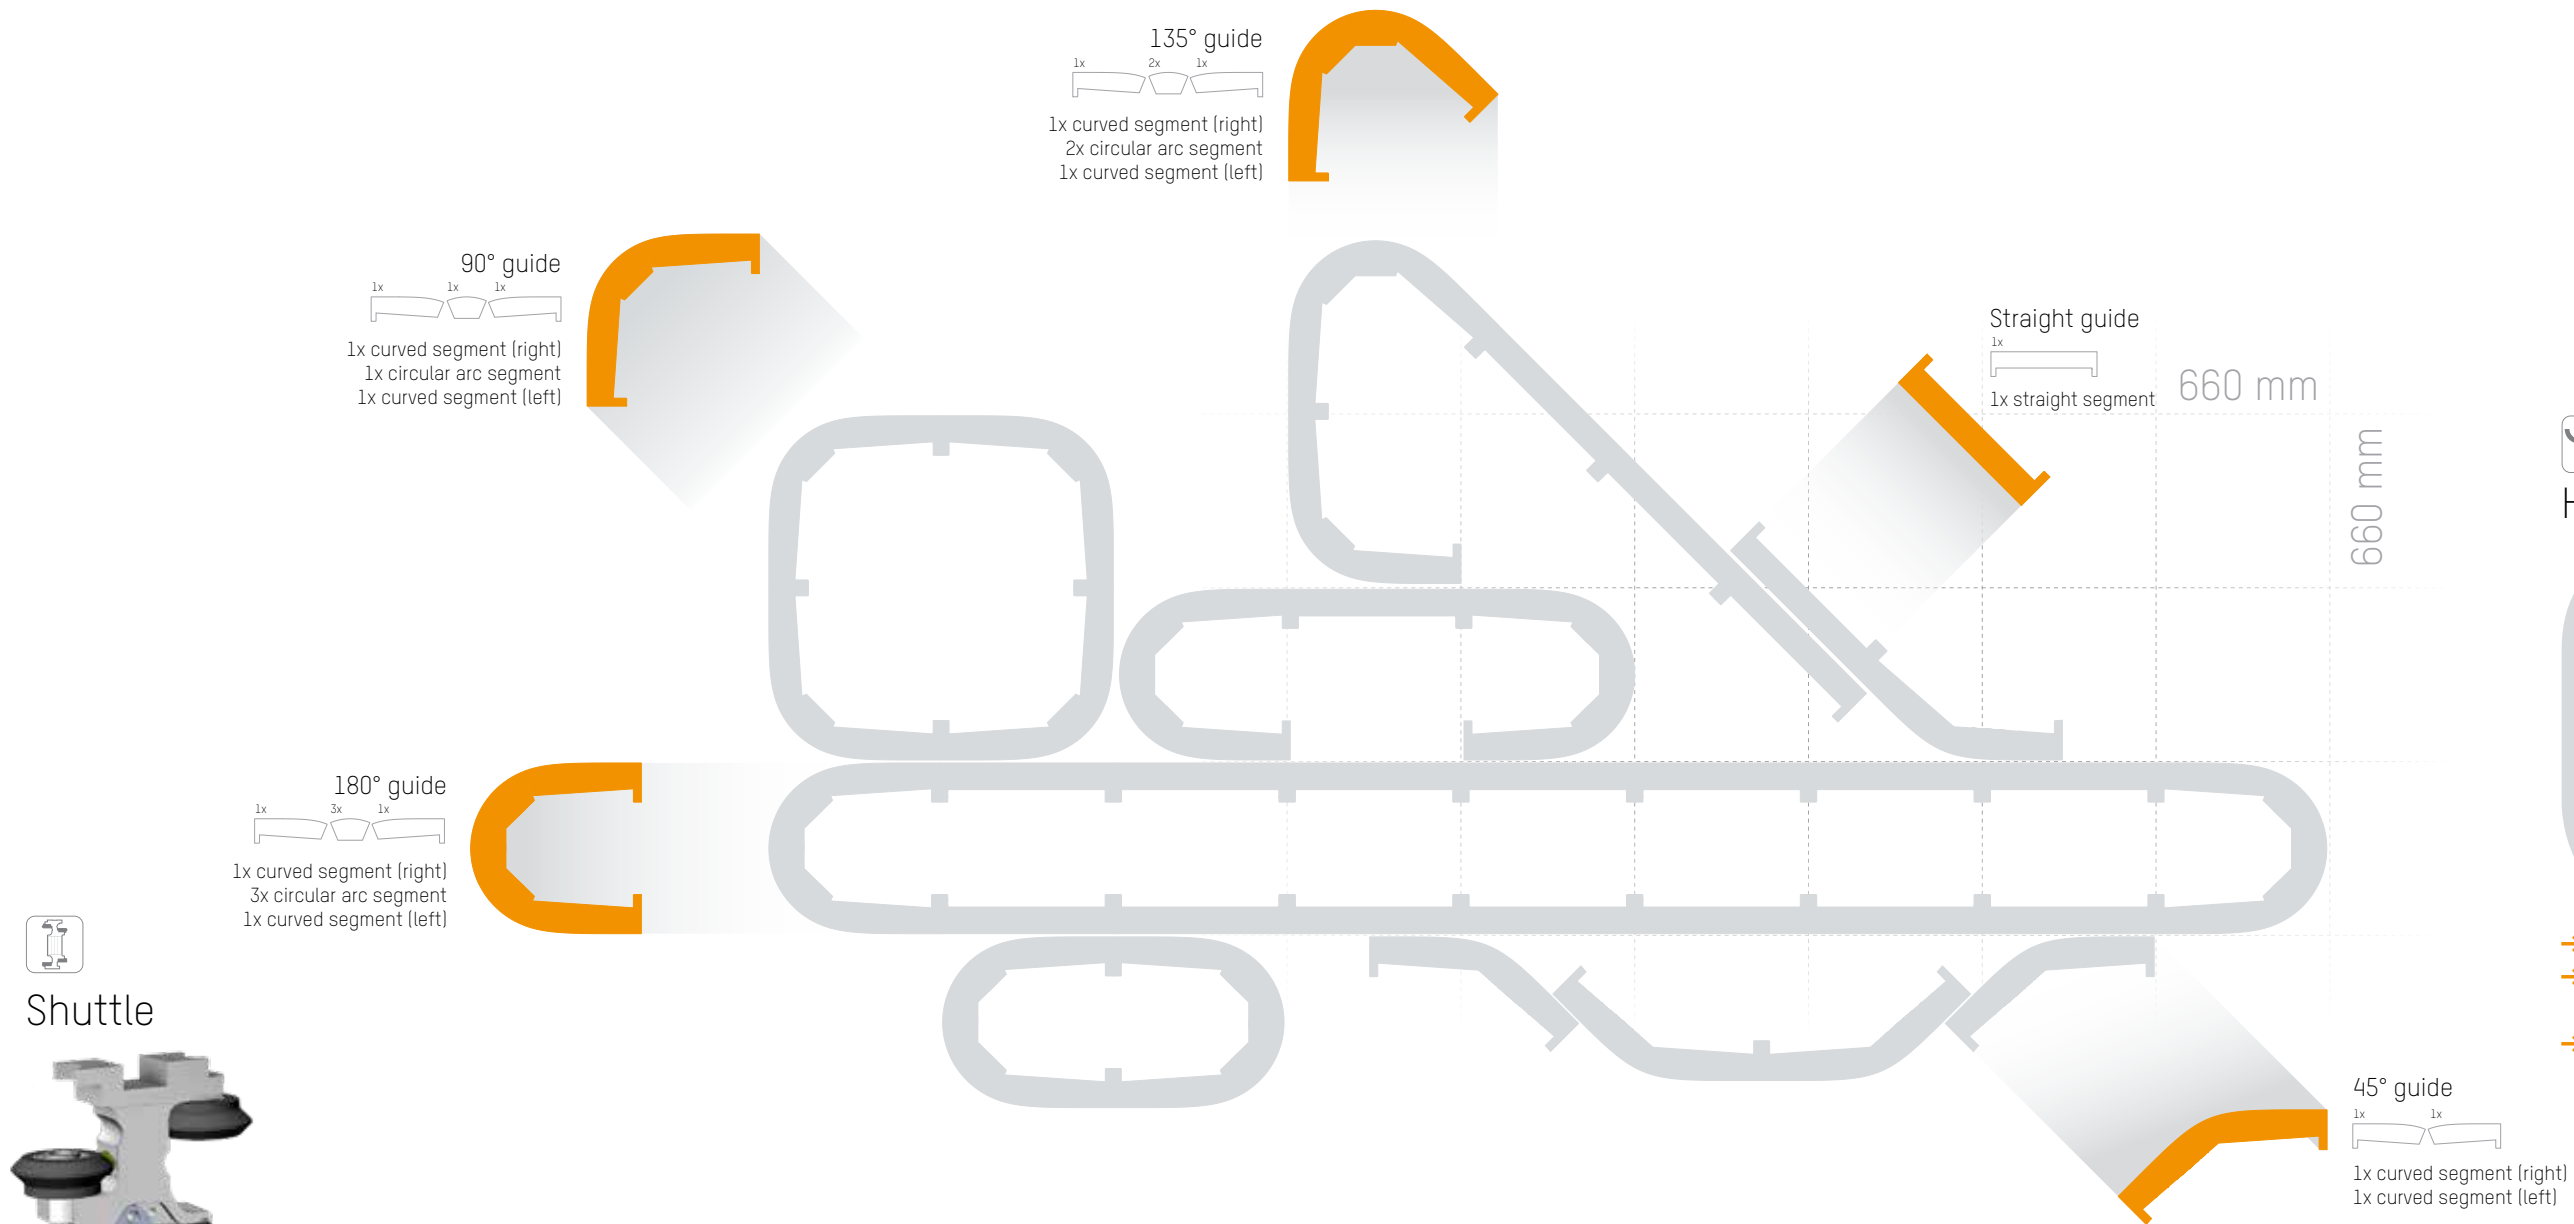 135° guide
1x 2x 1x
1x curved segment (right)
2x circular arc segment
1x curved segment (left)
90° guide
1x 1x 1x
1x curved segment (right)
1x circular arc segment
1x curved segment (left)
Straight guide
1x
1x straight segment
660 mm
660 mm
H
180° guide
1x 3x 1x
1x curved segment (right)
3x circular arc segment
1x curved segment (left)
Shuttle
45° guide
1x 1x
1x curved segment (right)
1x curved segment (left)